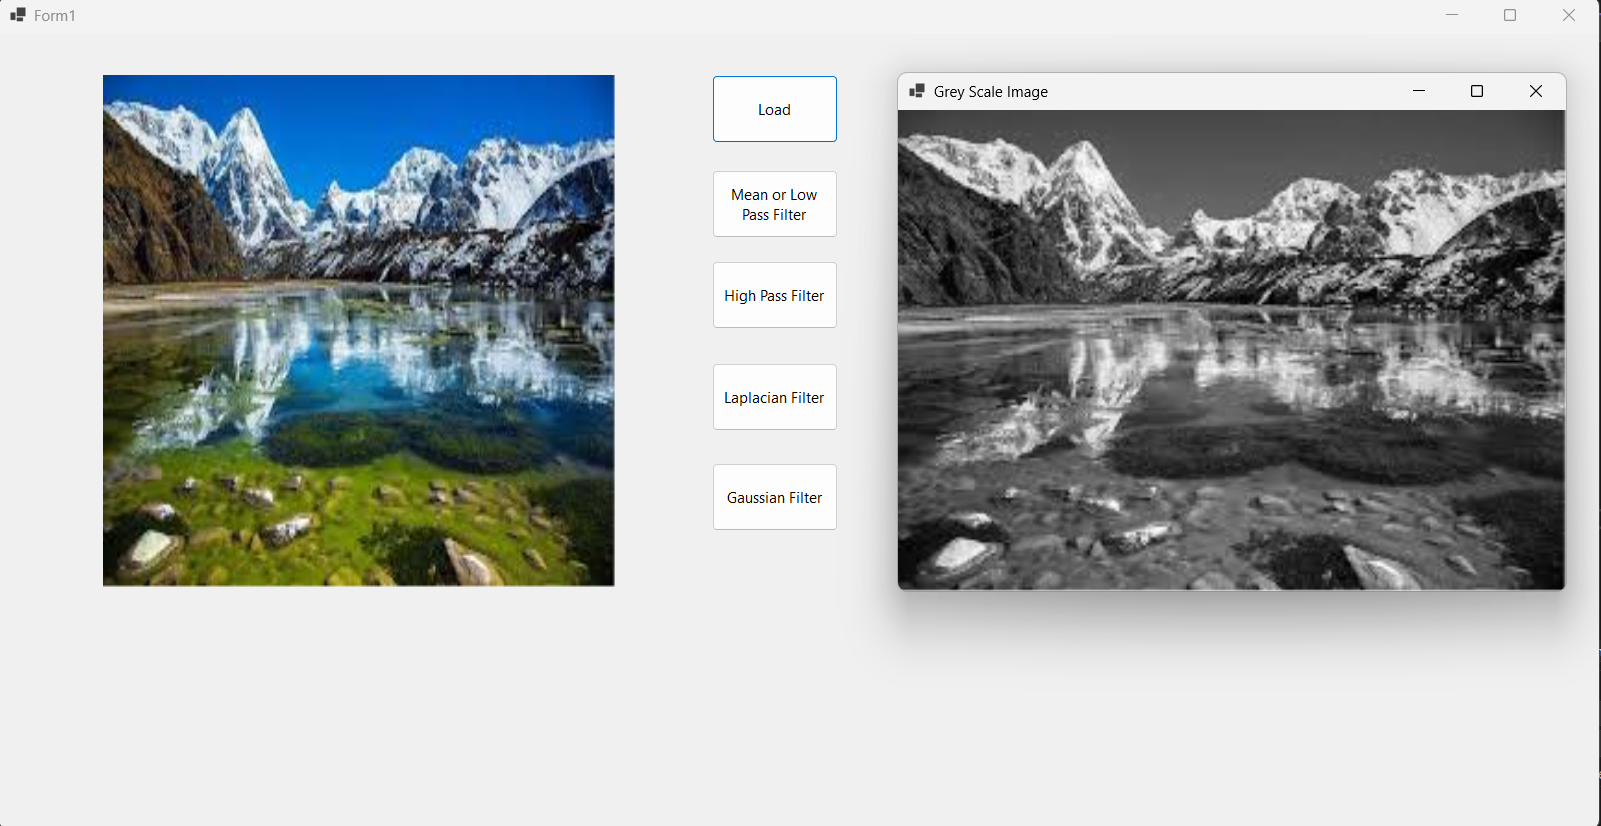 Form1
Load
Mean or Low
Pass Filter
High Pass Filter
Laplacian Filter
Gaussian Filter
Grey Scale Image